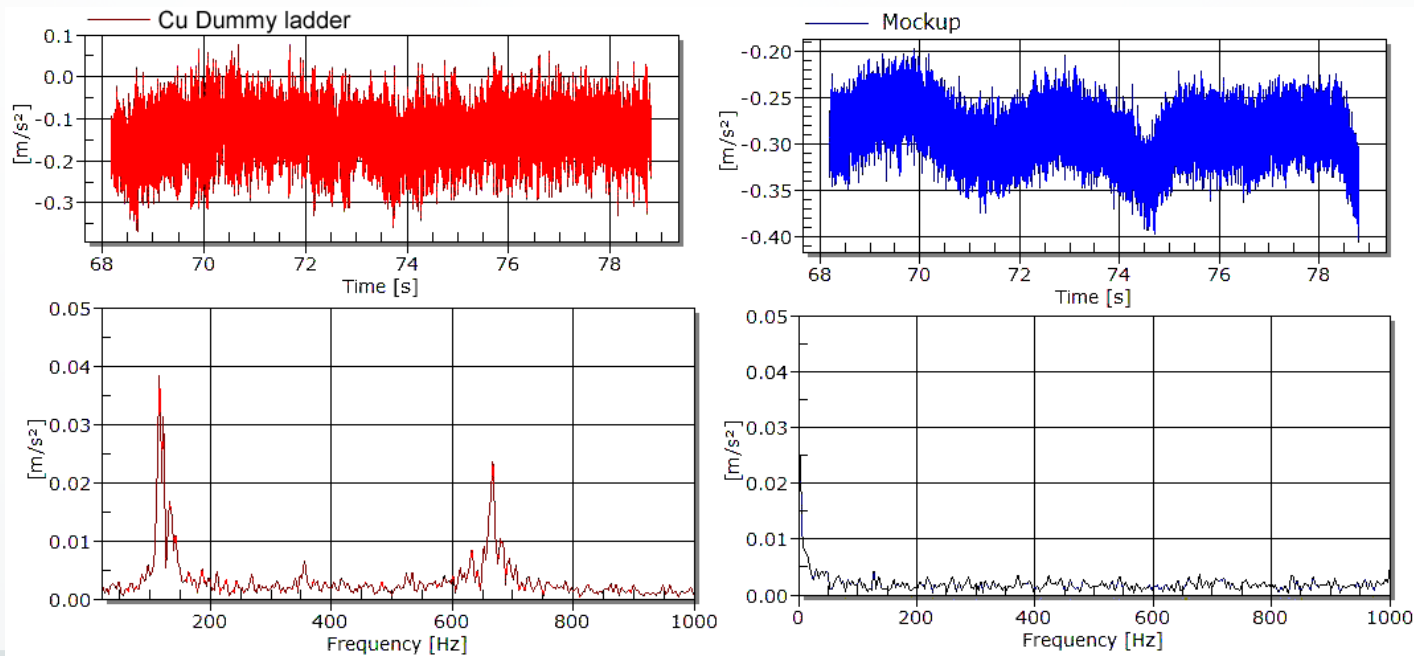 Cu Dummy ladder
0.1
0.0
-0.1
-0.2
-0.3
[m/s²]
68 70 72 74 76 78
Time [s]
Mockup
-0.20
-0.25
-0.30
-0.35
-0.40
[m/s²]
68 70 72 74 76 78
Time [s]
0.05
0.04
0.03
0.02
0.01
0.00
[m/s²]
200 400 600 800 1000
Frequency [Hz]
0.05
0.04
0.03
0.02
0.01
0.00
[m/s²]
0 200 400 600 800 1000
Frequency [Hz]